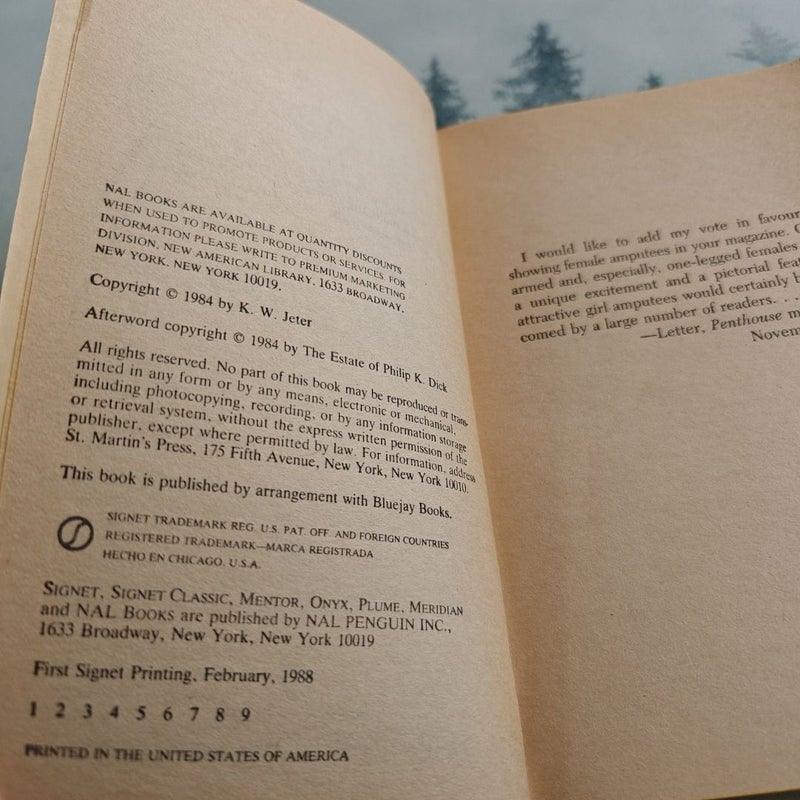 NAL BOOKS ARE AVAILABLE AT QUANTITY DISCOUNTS
WHEN USED TO PROMOTE PRODUCTS OR SERVICES. FOR
INFORMATION PLEASE WRITE TO PREMIUM MARKETING
DIVISION, NEW AMERICAN LIBRARY, 1633 BROADWAY,
NEW YORK, NEW YORK 10019.
Copyright © 1984 by K. W. Jeter
Afterword copyright © 1984 by The Estate of Philip K. Dick
All rights reserved. No part of this book may be reproduced or trans-
mitted in any form or by any means, electronic or mechanical,
including photocopying, recording, or by any information storage
or retrieval system, without the express written permission of the
publisher, except where permitted by law. For information, address
St. Martin's Press, 175 Fifth Avenue, New York, New York 10010.
This book is published by arrangement with Bluejay Books.
SIGNET TRADEMARK REG. U.S. PAT. OFF. AND FOREIGN COUNTRIES
REGISTERED TRADEMARK—MARCA REGISTRADA
HECHO EN CHICAGO, U.S.A.
SIGNET, SIGNET CLASSIC, MENTOR, ONYX, PLUME, MERIDIAN
and NAL BOOKS are published by NAL PENGUIN INC.,
1633 Broadway, New York, New York 10019
First Signet Printing, February, 1988
1 2 3 4 5 6 7 8 9
PRINTED IN THE UNITED STATES OF AMERICA
I would like to add my vote in favour
showing female amputees in your magazine.
armed and, especially, one-legged females
a unique excitement and a pictorial
attractive girl amputees would certainly
comed by a large number of readers. . .
—Letter, Penthouse